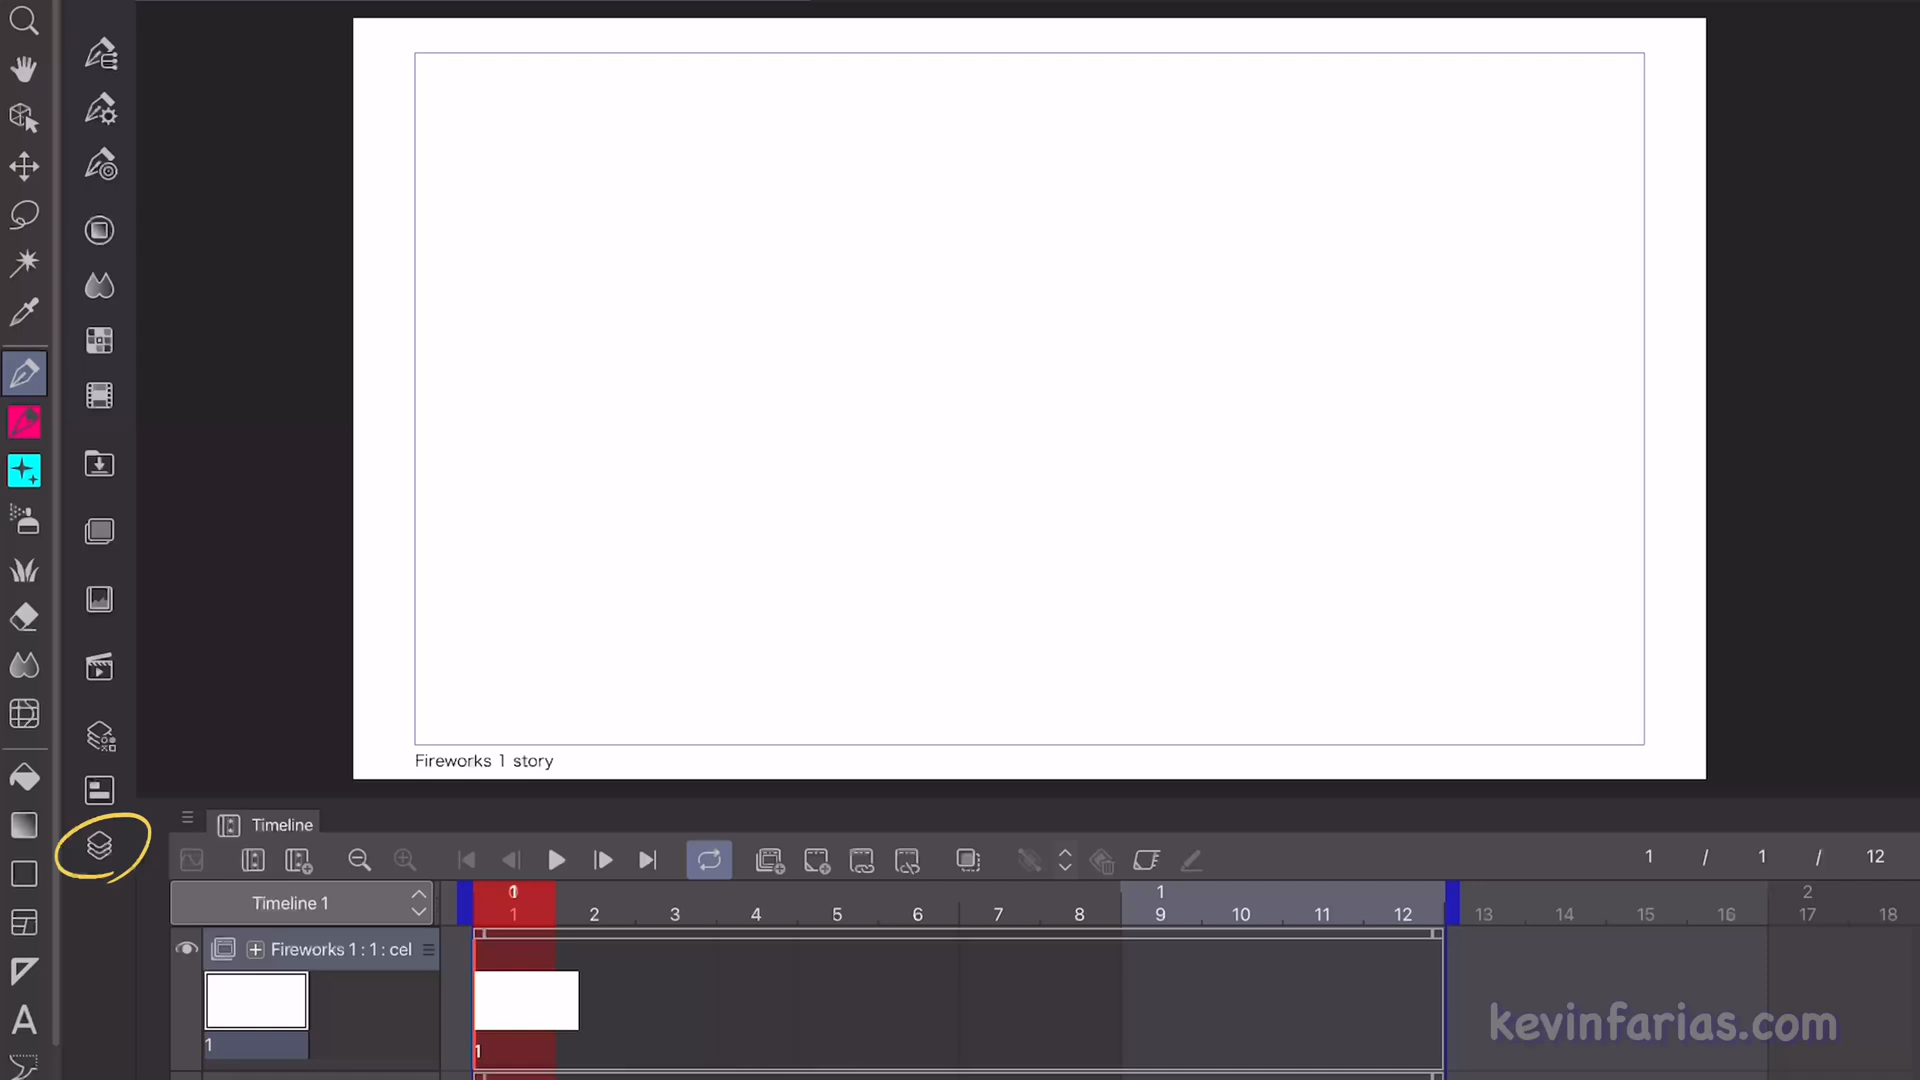 Fireworks 1 story
Timeline
1 / 1 / 12
Timeline 1
0 1 2
1 2 3 4 5 6 7 8 9 10 11 12 13 14 15 16 17 18
Fireworks 1 : 1 : cel
1
1
A
kevinfarias.com